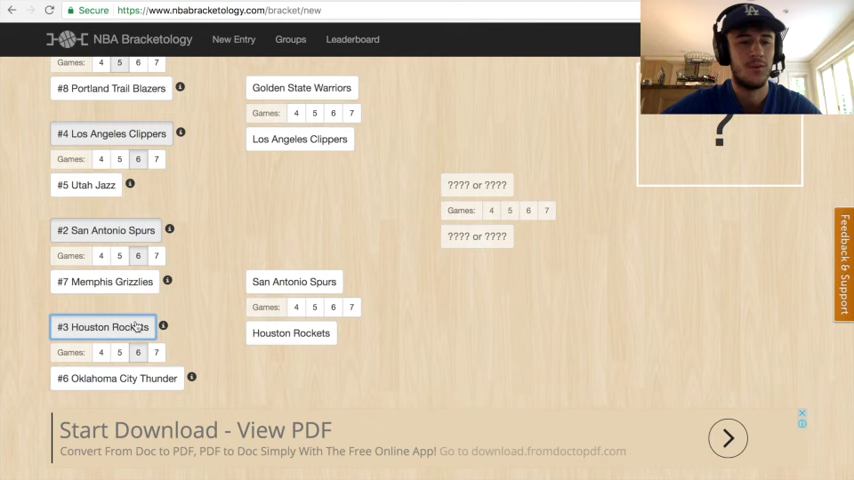 Secure https://www.nbabracketology.com/bracket/new
NBA Bracketology New Entry Groups Leaderboard
Games: 4 5 6 7
#8 Portland Trail Blazers
Golden State Warriors
Games: 4 5 6 7
#4 Los Angeles Clippers
Los Angeles Clippers
Games: 4 5 6 7
#5 Utah Jazz
???? or ????
Games: 4 5 6 7
???? or ????
#2 San Antonio Spurs
Games: 4 5 6 7
#7 Memphis Grizzlies
San Antonio Spurs
Games: 4 5 6 7
#3 Houston Rockets
Houston Rockets
Games: 4 5 6 7
#6 Oklahoma City Thunder
?
Feedback & Support
Start Download - View PDF
Convert From Doc to PDF, PDF to Doc Simply With The Free Online App! Go to download.fromdoctopdf.com
LA